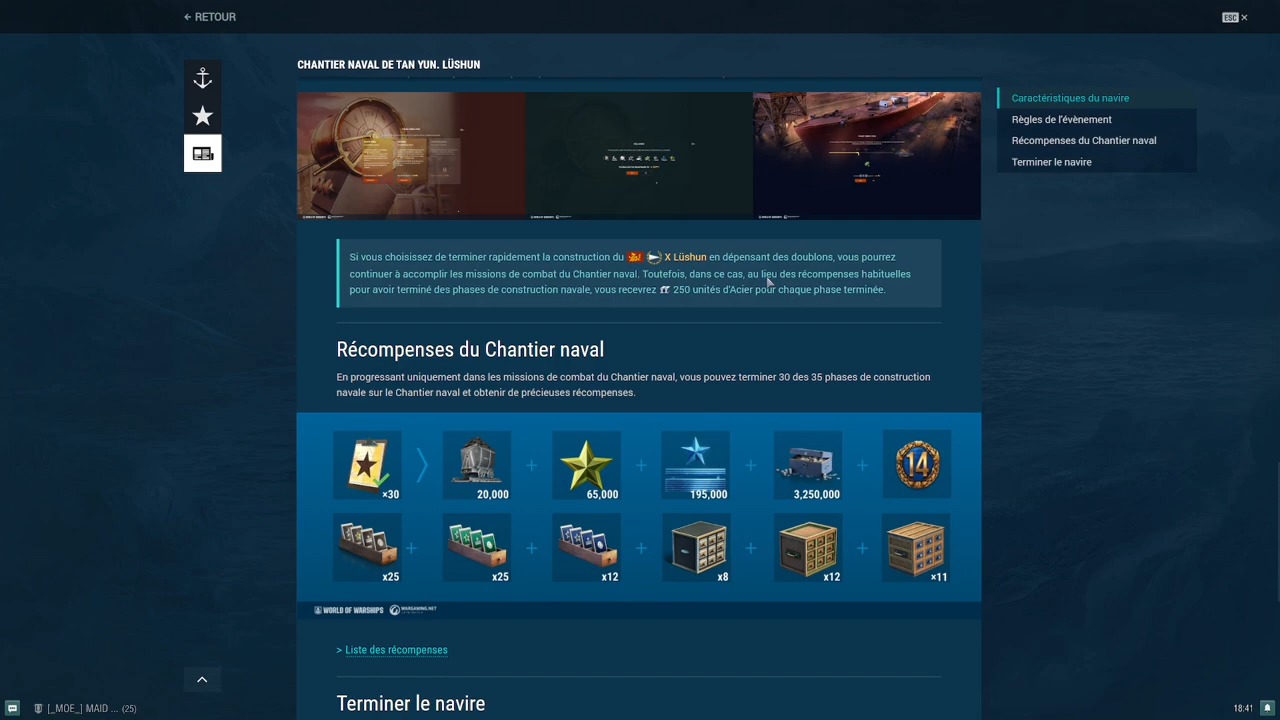 RETOUR
ESC
CHANTIER NAVAL DE TAN YUN. LÜSHUN
Caractéristiques du navire
Règles de l'évènement
Récompenses du Chantier naval
Terminer le navire
Si vous choisissez de terminer rapidement la construction du X Lüshun en dépensant des doublons, vous pourrez
continuer à accomplir les missions de combat du Chantier naval. Toutefois, dans ce cas, au lieu des récompenses habituelles
pour avoir terminé des phases de construction navale, vous recevrez 250 unités d'Acier pour chaque phase terminée.
Récompenses du Chantier naval
En progressant uniquement dans les missions de combat du Chantier naval, vous pouvez terminer 30 des 35 phases de construction
navale sur le Chantier naval et obtenir de précieuses récompenses.
×30 20,000 + 65,000 + 195,000 + 3,250,000 + 14
x25 + x25 + x12 + x8 + x12 + ×11
WORLD OF WARSHIPS WARGAMING.NET
> Liste des récompenses
Terminer le navire
[_MOE_] MAID ... (25)
18:41